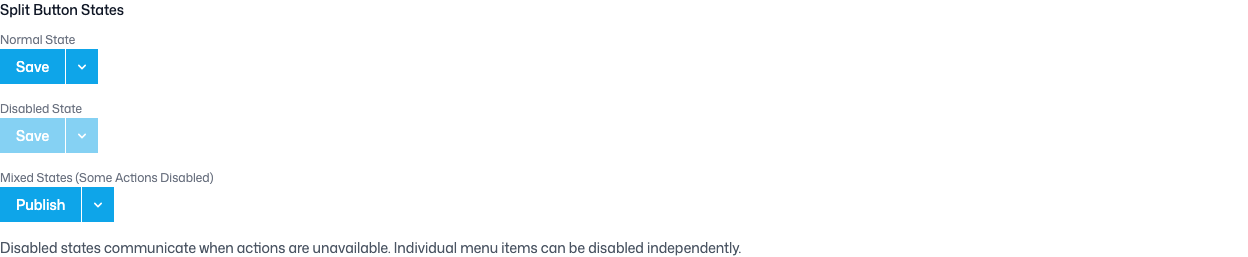 Split Button States
Normal State
Save
Disabled State
Save
Mixed States (Some Actions Disabled)
Publish
Disabled states communicate when actions are unavailable. Individual menu items can be disabled independently.